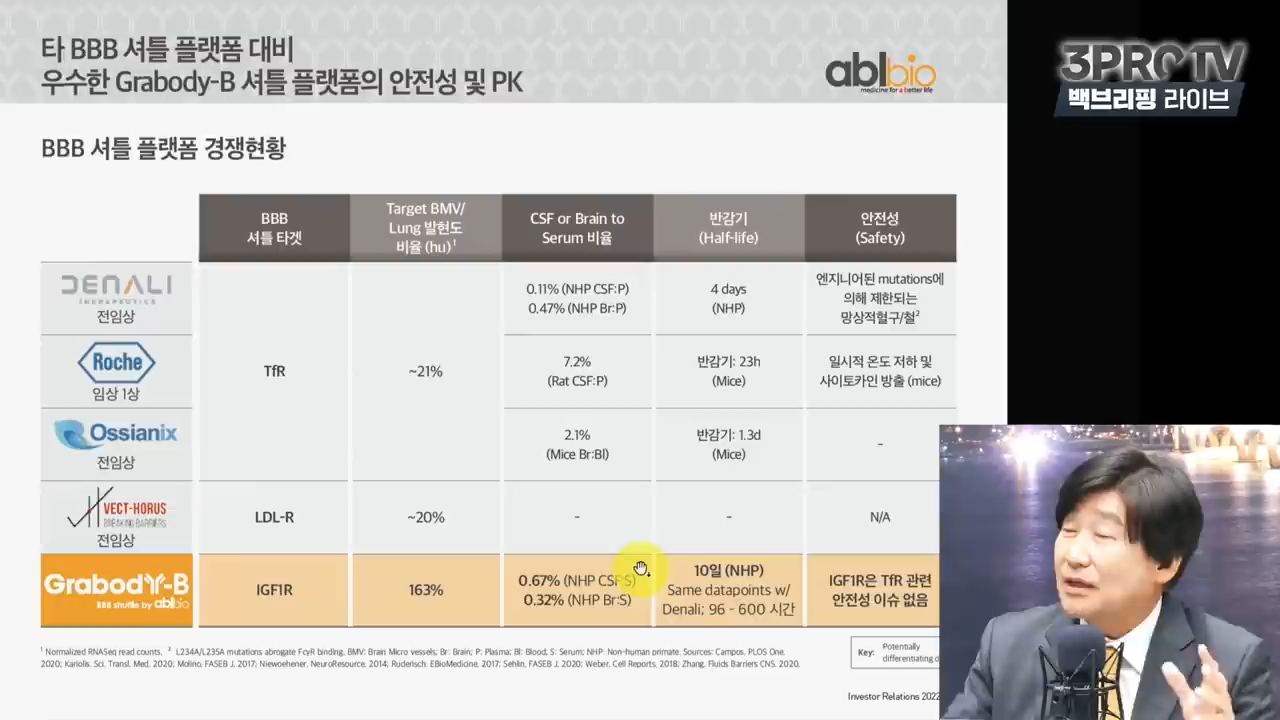 타 BBB 셔틀 플랫폼 대비
우수한 Grabody-B 셔틀 플랫폼의 안전성 및 PK
ablbio
medicine for a better life
3PROTV
백브리핑 라이브
BBB 셔틀 플랫폼 경쟁현황
BBB
셔틀 타겟
Target BMV/
Lung 발현도
비율 (hu)¹
CSF or Brain to
Serum 비율
반감기
(Half-life)
안전성
(Safety)
DENALI
THERAPEUTICS
전임상
0.11% (NHP CSF:P)
0.47% (NHP Br:P)
4 days
(NHP)
엔지니어된 mutations에
의해 제한되는
망상적혈구/철²
Roche
임상 1상
TfR
~21%
7.2%
(Rat CSF:P)
반감기: 23h
(Mice)
일시적 온도 저하 및
사이토카인 방출 (mice)
Ossianix
전임상
2.1%
(Mice Br:Bl)
반감기: 1.3d
(Mice)
-
VECT-HORUS
BREAKING BARRIERS
전임상
LDL-R
~20%
-
-
N/A
Grabody-B
BBB shuttle by ablbio
IGF1R
163%
0.67% (NHP CSF:S)
0.32% (NHP Br:S)
10일 (NHP)
Same datapoints w/
Denali; 96 - 600 시간
IGF1R은 TfR 관련
안전성 이슈 없음
¹ Normalized RNASeq read counts. ² L234A/L235A mutations abrogate FcγR binding. BMV: Brain Micro vessels; Br: Brain; P: Plasma; Bl: Blood, S: Serum; NHP: Non-human primate. Sources: Campos. PLOS One.
2020; Kariolis. Sci. Transl. Med. 2020; Molino, FASEB J. 2017; Niewoehner. NeuroResource, 2014; Ruderisch. EBioMedicine, 2017; Sehlin, FASEB J. 2020; Weber. Cell Reports, 2018; Zhang. Fluids Barriers CNS. 2020.
Key:
Potentially
differentiating d
Investor Relations 2022